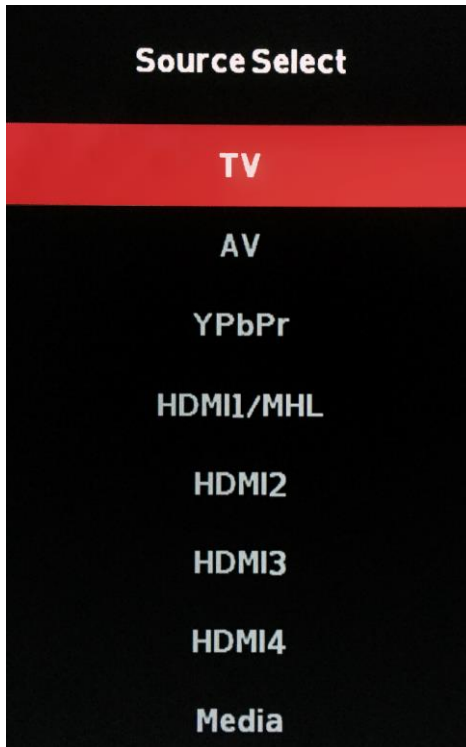 Source Select
TV
AV
YPbPr
HDMI1/MHL
HDMI2
HDMI3
HDMI4
Media